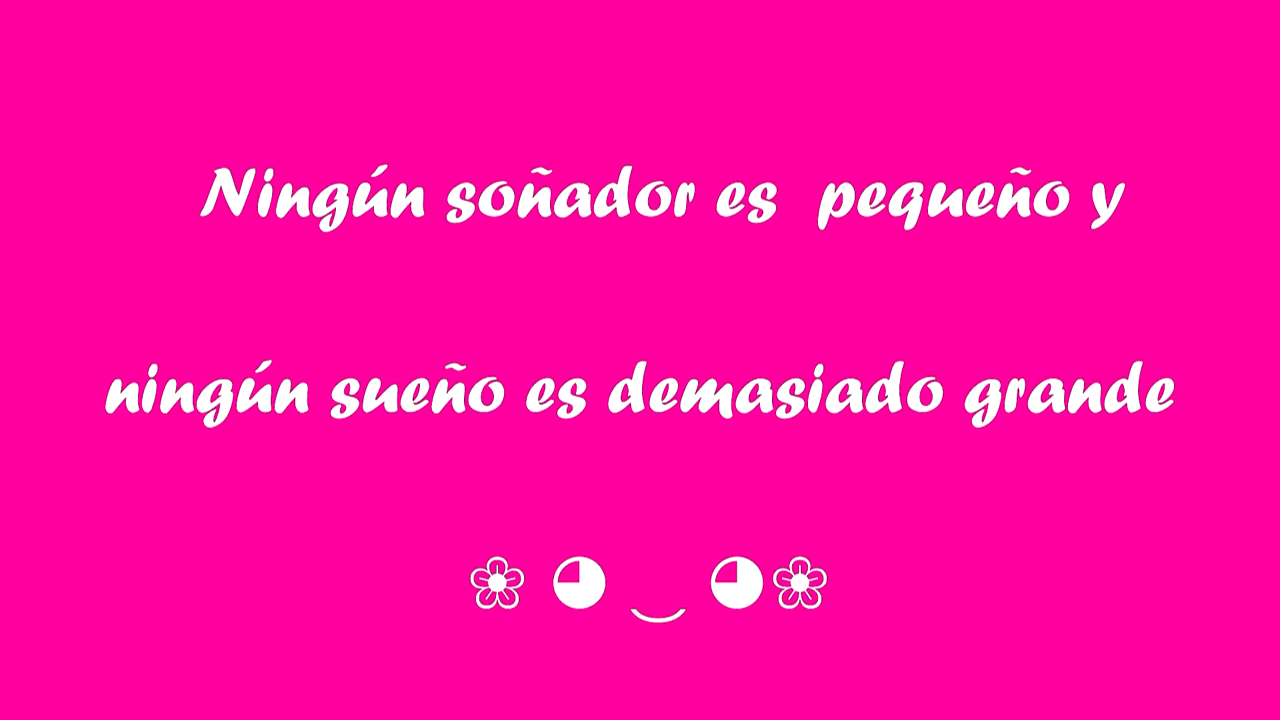 Ningún soñador es  pequeño y
ningún sueño es demasiado grande
❀ ◕ ‿ ◕❀